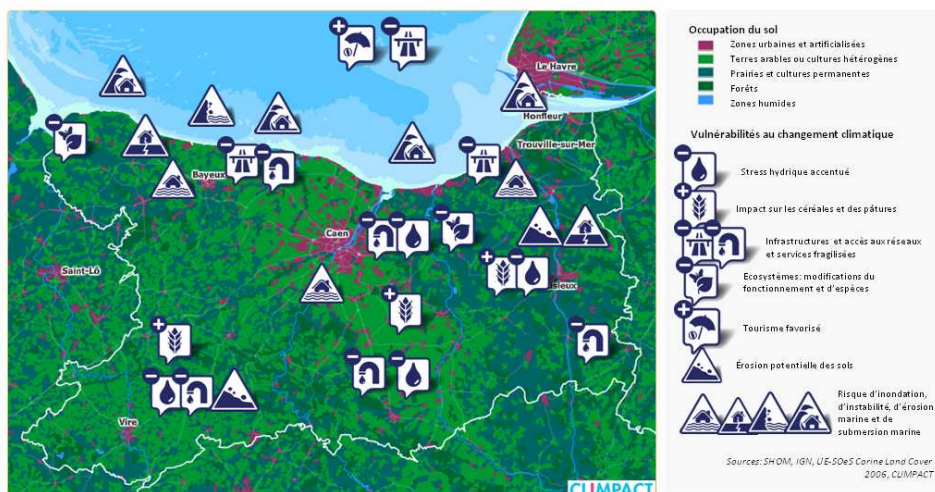 Le Havre
Honfleur
Trouville-sur-Mer
Bayeux
Caen
Saint-Lô
Vire
CLIMPACT
Occupation du sol
Zones urbaines et artificialisées
Terres arables ou cultures hétérogènes
Prairies et cultures permanentes
Forêts
Zones humides
Vulnérabilités au changement climatique
Stress hydrique accentué
Impact sur les céréales et des pâtures
Infrastructures et accès aux réseaux
et services fragilisées
Ecosystèmes: modifications du
fonctionnement et d'espèces
Tourisme favorisé
Érosion potentielle des sols
Risque d'inondation,
d'instabilité, d'érosion
marine et de
submersion marine
Sources: SHOM, IGN, UE-SOeS Corine Land Cover
2006, CLIMPACT